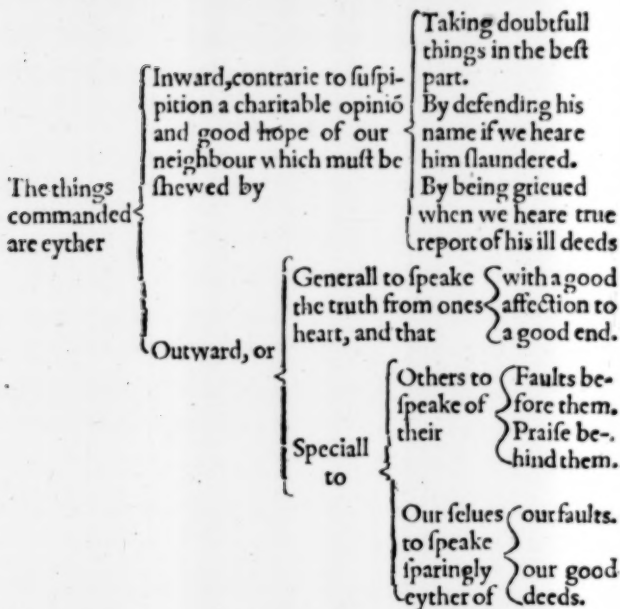 The things
commanded
are eyther
Inward, contrarie to ſuſpi-
pition a charitable opiniō
and good hope of our
neighbour which muſt be
ſhewed by
Taking doubtfull
things in the beſt
part.
By defending his
name if we heare
him ſlaundered.
By being grieued
when we heare true
report of his ill deeds
Outward, or
Generall to ſpeake
the truth from ones
heart, and that
with a good
affection to
a good end.
Speciall
to
Others to
ſpeake of
their
Faults be-
fore them.
Praiſe be-
hind them.
Our ſelues
to ſpeake
ſparingly
eyther of
our faults.
our good
deeds.